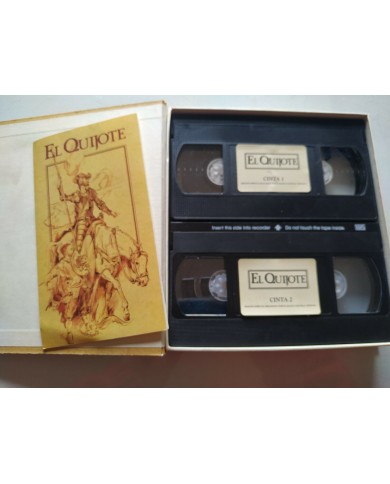 EL QUIJOTE
EL QUIJOTE
CINTA 1
Insert this side into recorder
Do not touch the tape inside
VHS
EL QUIJOTE
CINTA 2